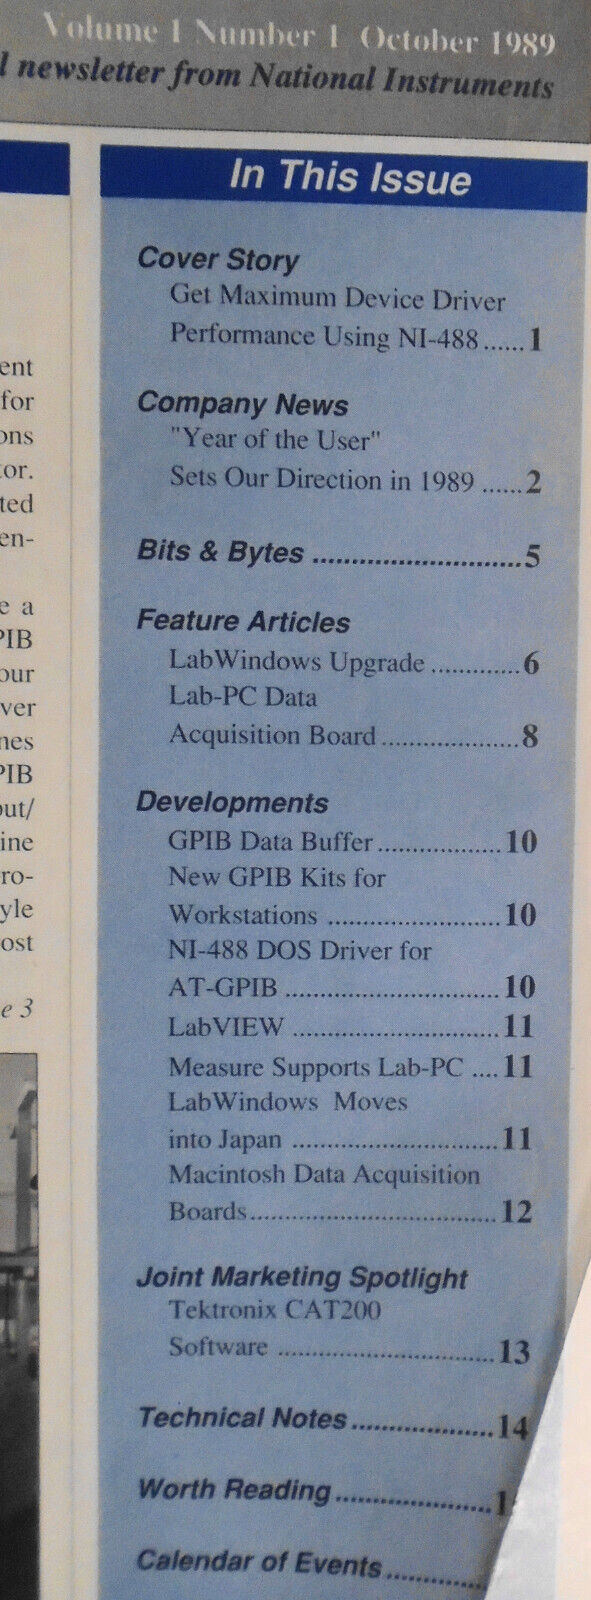 Volume 1 Number 1 October 1989
l newsletter from National Instruments
In This Issue
Cover Story
Get Maximum Device Driver
Performance Using NI-488......1
Company News
"Year of the User"
Sets Our Direction in 1989 ......2
Bits & Bytes ...........................5
Feature Articles
LabWindows Upgrade.............6
Lab-PC Data
Acquisition Board....................8
Developments
GPIB Data Buffer..................10
New GPIB Kits for
Workstations .........................10
NI-488 DOS Driver for
AT-GPIB ...............................10
LabVIEW ..............................11
Measure Supports Lab-PC ....11
LabWindows Moves
into Japan ..............................11
Macintosh Data Acquisition
Boards....................................12
Joint Marketing Spotlight
Tektronix CAT200
Software ................................13
Technical Notes.....................14
Worth Reading.......................1
Calendar of Events...............
ent
for
ons
tor.
ted
en-
e a
PIB
our
ver
nes
PIB
out/
ine
ro-
yle
ost
e 3